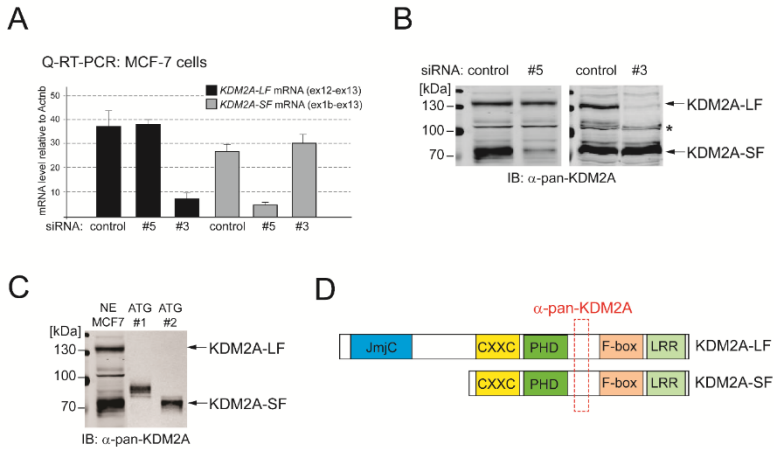 A
Q-RT-PCR: MCF-7 cells
KDM2A-LF mRNA (ex12-ex13)
KDM2A-SF mRNA (ex1b-ex13)
mRNA level relative to Actnb
50
40
30
20
10
0
siRNA: control #5 #3 control #5 #3
B
siRNA: control #5 control #3
[kDa]
130
100
70
KDM2A-LF
*
KDM2A-SF
IB: α-pan-KDM2A
C
NE ATG ATG
MCF7 #1 #2
[kDa]
130
100
70
KDM2A-LF
KDM2A-SF
IB: α-pan-KDM2A
D
α-pan-KDM2A
JmjC CXXC PHD F-box LRR KDM2A-LF
CXXC PHD F-box LRR KDM2A-SF